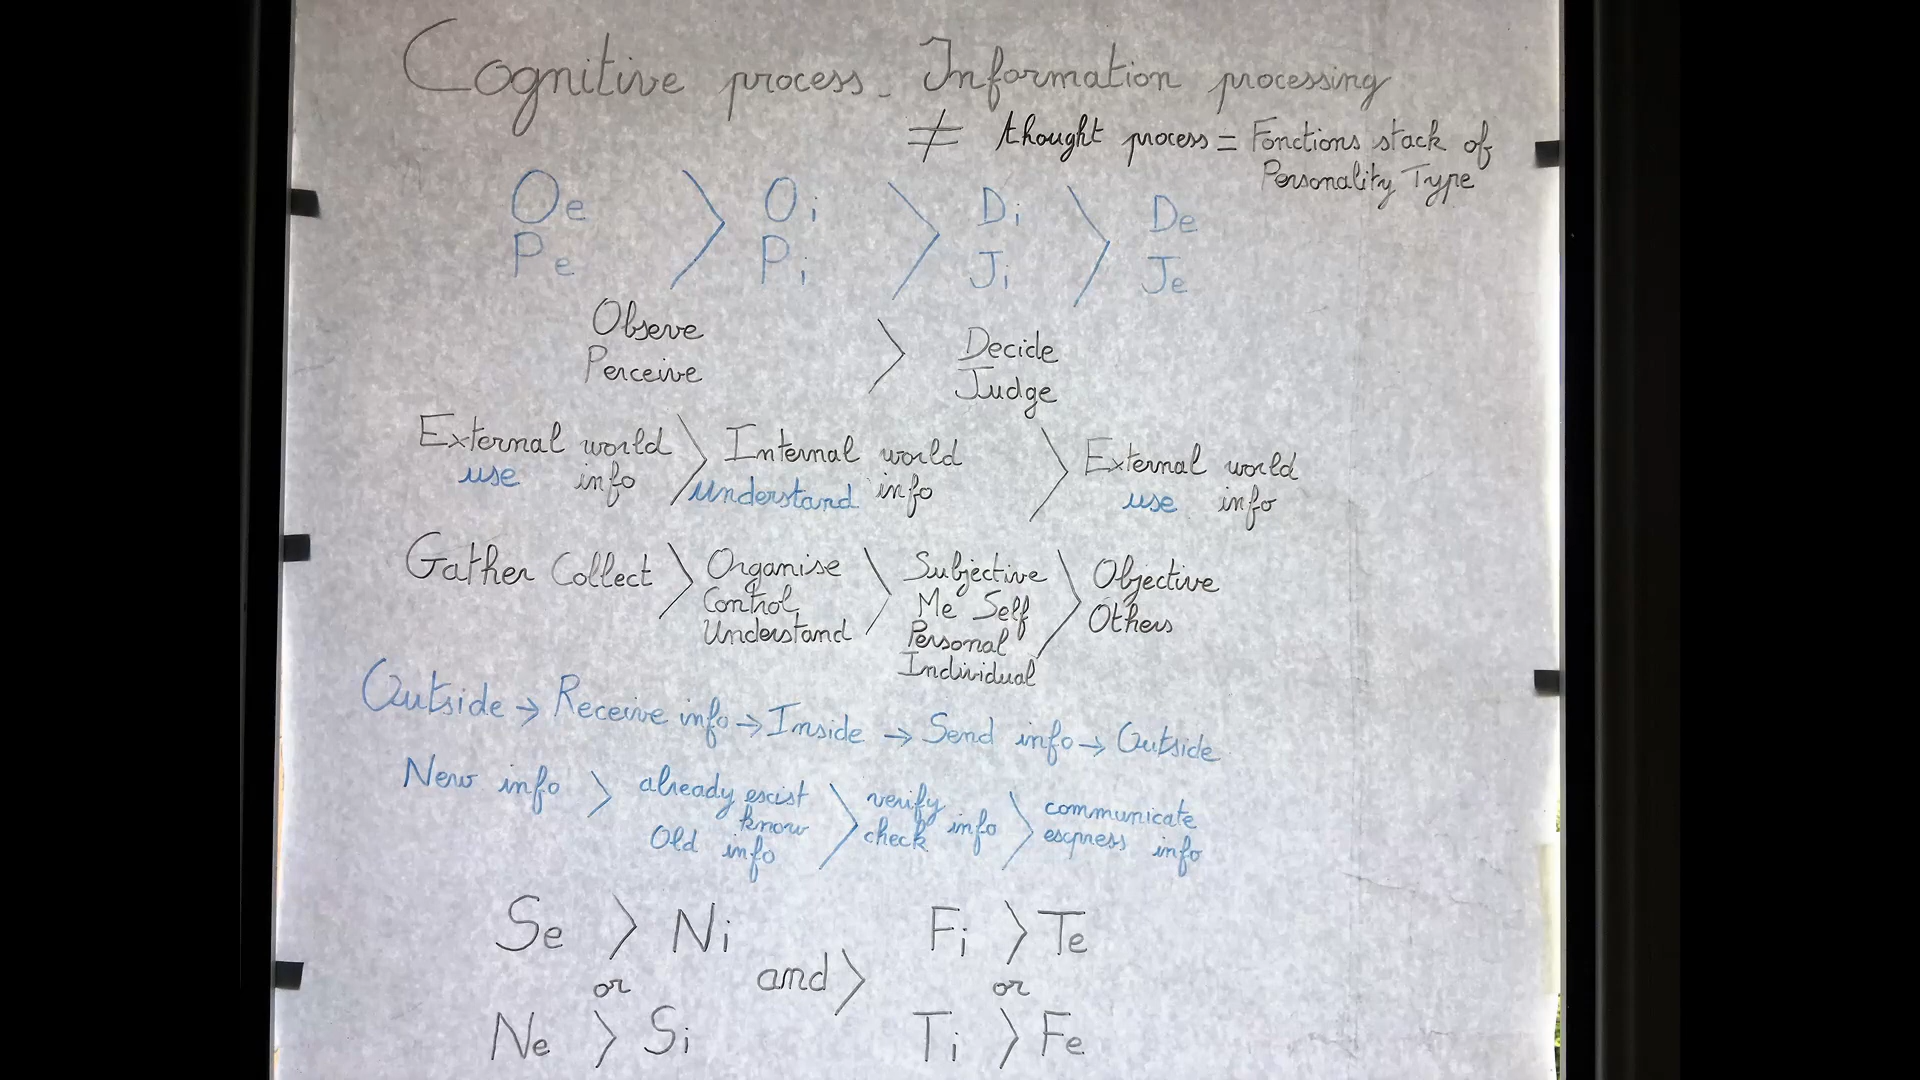 Cognitive process - Information processing
≠ thought process = Fonctions stack of
Personality Type
Oe > Oi > Di > De
Pe Pi Ji Je
Obseve > Decide
Perceive Judge
External world > Internal world > External world
use info understand info use info
Gather Collect > Organise > Subjective > Objective
Control, Me Self Others
Understand Personal
Individual
Outside → Receive info → Inside → Send info → Outside
New info > already escist > verify > communicate
know check info escpress info
Old info
Se > Ni Fi > Te
or and > or
Ne > Si Ti > Fe